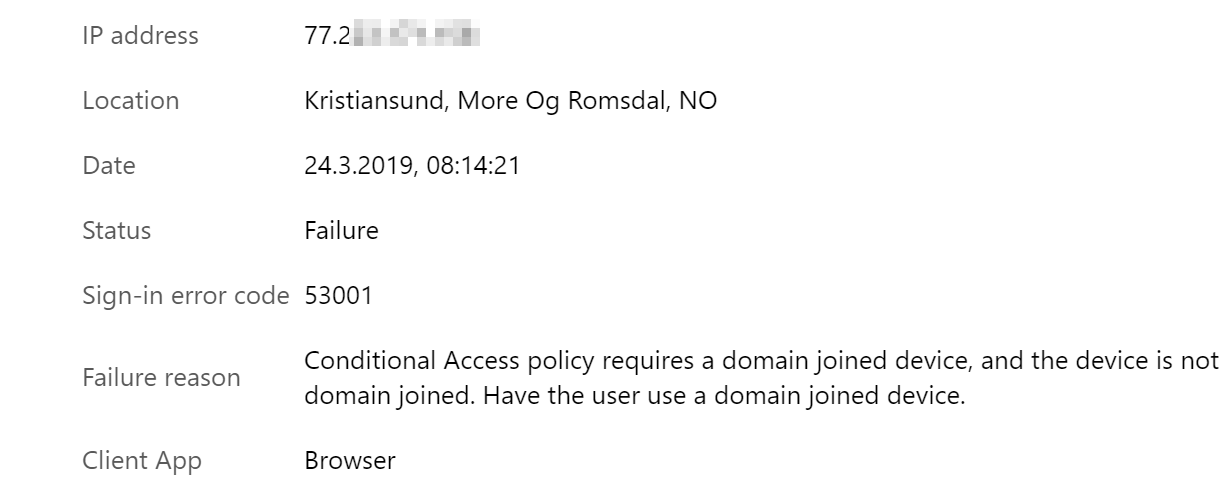 IP address 77.2
Location Kristiansund, More Og Romsdal, NO
Date 24.3.2019, 08:14:21
Status Failure
Sign-in error code 53001
Failure reason Conditional Access policy requires a domain joined device, and the device is not
domain joined. Have the user use a domain joined device.
Client App Browser